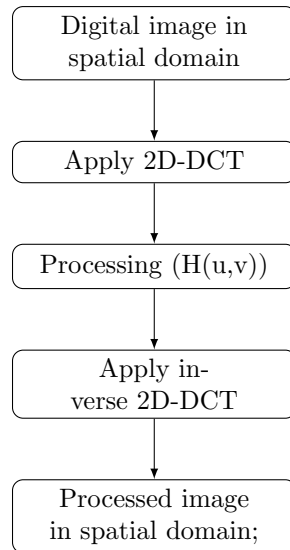 Digital image in
spatial domain
Apply 2D-DCT
Processing (H(u,v))
Apply in-
verse 2D-DCT
Processed image
in spatial domain;